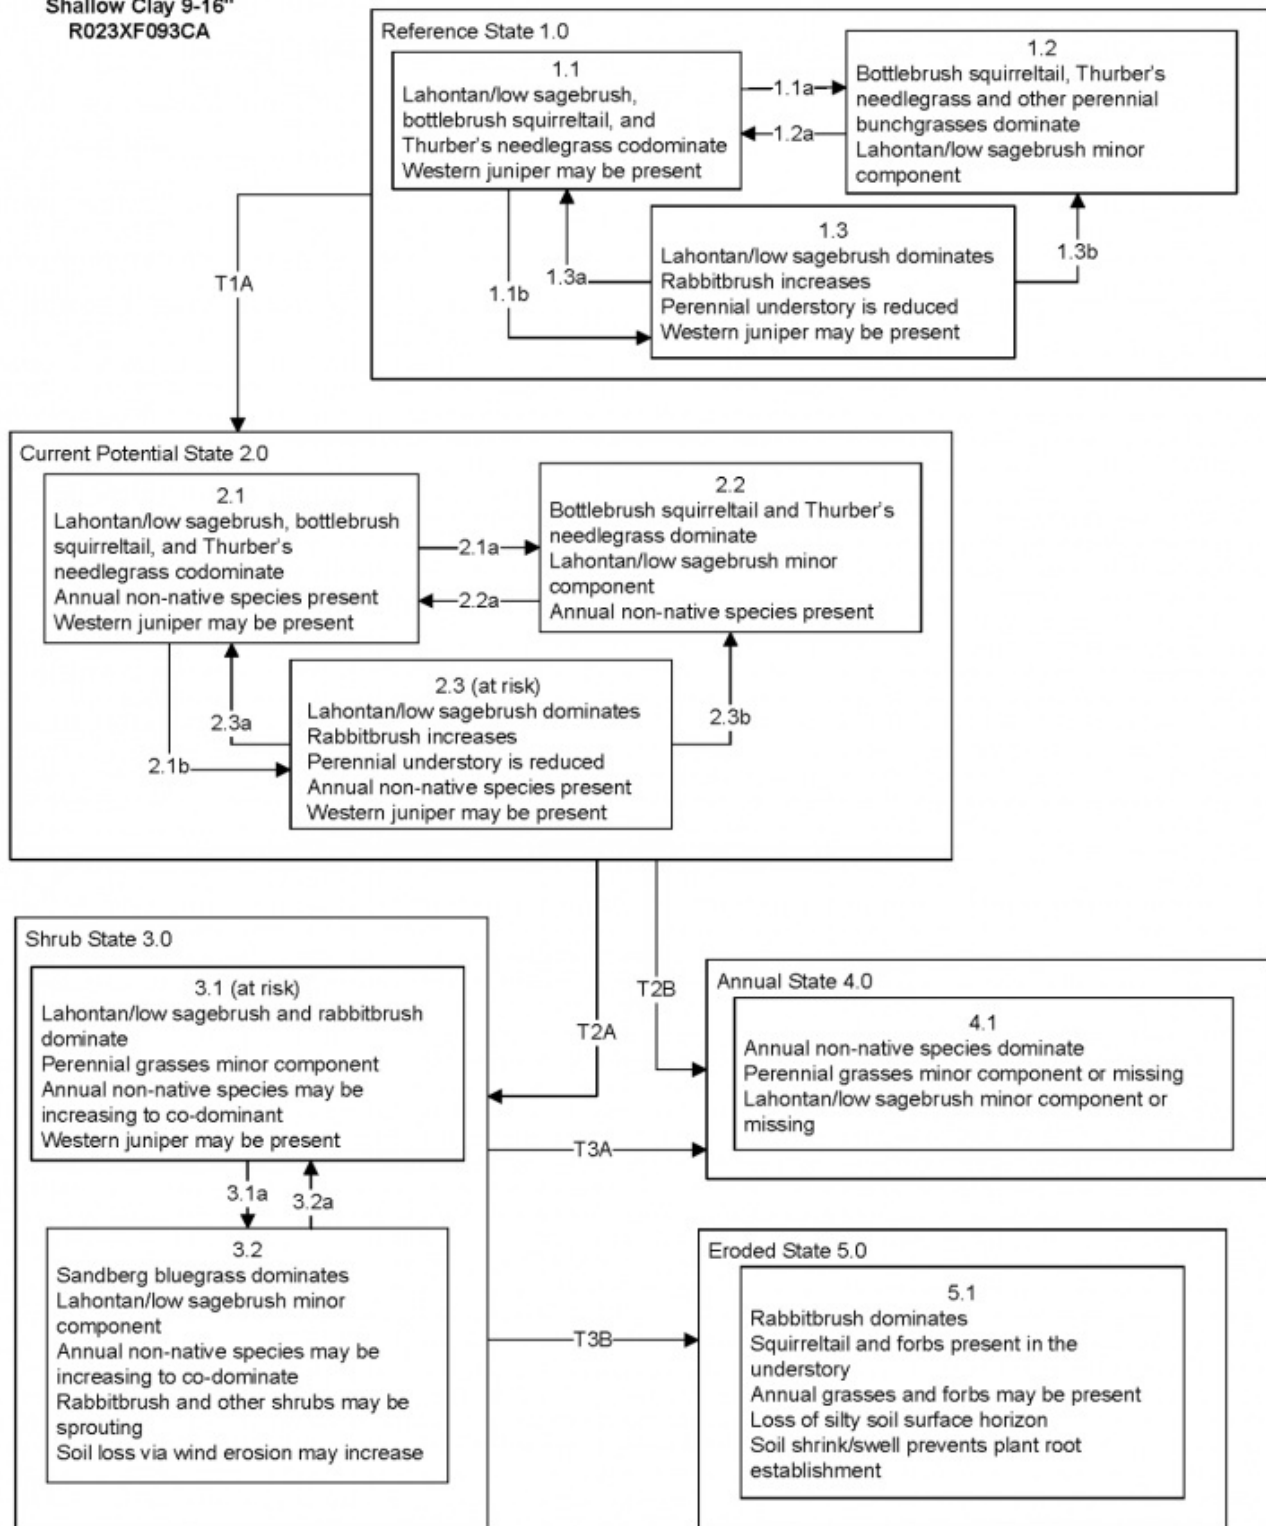 Shallow Clay 9-16"
R023XF093CA
Reference State 1.0
1.1
Lahontan/low sagebrush,
bottlebrush squirreltail, and
Thurber's needlegrass codominate
Western juniper may be present
1.1a
1.2a
1.2
Bottlebrush squirreltail, Thurber's
needlegrass and other perennial
bunchgrasses dominate
Lahontan/low sagebrush minor
component
1.3
Lahontan/low sagebrush dominates
Rabbitbrush increases
Perennial understory is reduced
Western juniper may be present
1.3a
1.1b
1.3b
T1A
Current Potential State 2.0
2.1
Lahontan/low sagebrush, bottlebrush
squirreltail, and Thurber's
needlegrass codominate
Annual non-native species present
Western juniper may be present
2.1a
2.2a
2.2
Bottlebrush squirreltail and Thurber's
needlegrass dominate
Lahontan/low sagebrush minor
component
Annual non-native species present
2.3 (at risk)
Lahontan/low sagebrush dominates
Rabbitbrush increases
Perennial understory is reduced
Annual non-native species present
Western juniper may be present
2.3a
2.1b
2.3b
Shrub State 3.0
3.1 (at risk)
Lahontan/low sagebrush and rabbitbrush
dominate
Perennial grasses minor component
Annual non-native species may be
increasing to co-dominant
Western juniper may be present
3.1a
3.2a
3.2
Sandberg bluegrass dominates
Lahontan/low sagebrush minor
component
Annual non-native species may be
increasing to co-dominate
Rabbitbrush and other shrubs may be
sprouting
Soil loss via wind erosion may increase
T2A
T2B
T3A
T3B
Annual State 4.0
4.1
Annual non-native species dominate
Perennial grasses minor component or missing
Lahontan/low sagebrush minor component or
missing
Eroded State 5.0
5.1
Rabbitbrush dominates
Squirreltail and forbs present in the
understory
Annual grasses and forbs may be present
Loss of silty soil surface horizon
Soil shrink/swell prevents plant root
establishment